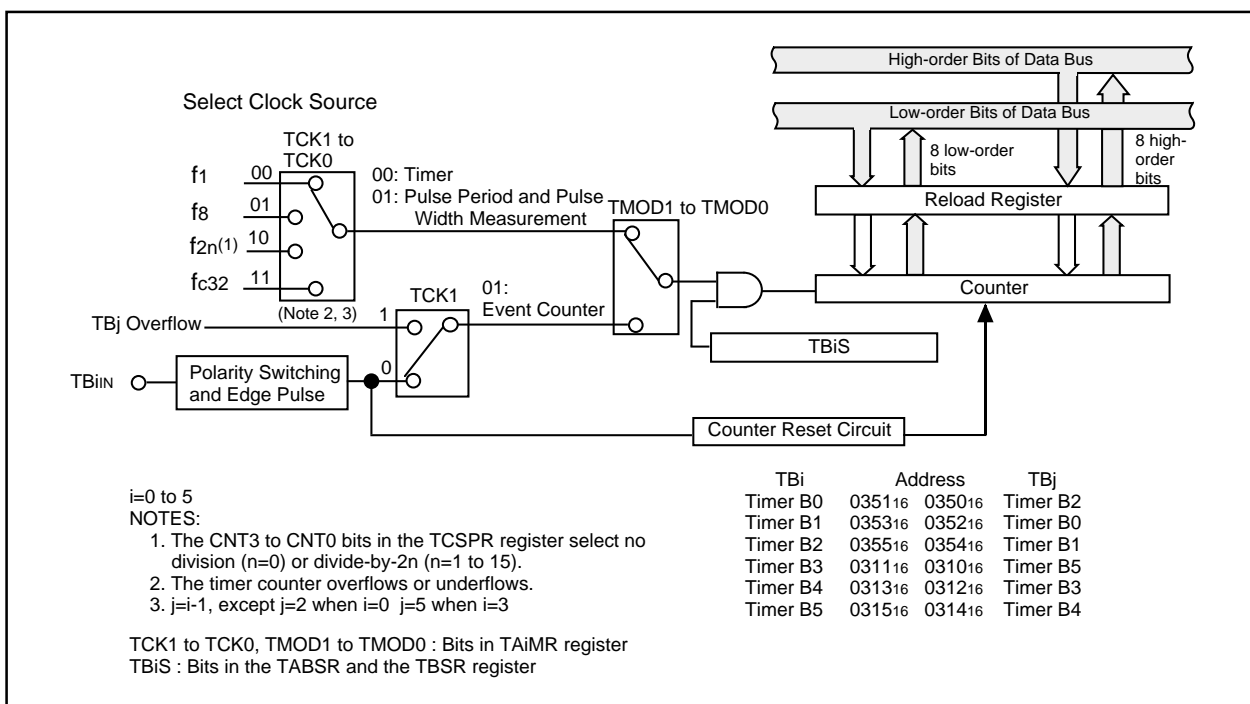 High-order Bits of Data Bus
Select Clock Source
Low-order Bits of Data Bus
TCK1 to
TCK0
8 low-order
bits
8 high-
order
bits
f1 00
00: Timer
01: Pulse Period and Pulse
Width Measurement
TMOD1 to TMOD0
Reload Register
f8 01
f2n(1) 10
fC32 11
(Note 2, 3)
TCK1
01:
Event Counter
Counter
TBj Overflow 1
TBiS
TBiIN
Polarity Switching
and Edge Pulse
0
Counter Reset Circuit
TBi Address TBj
Timer B0 035116 035016 Timer B2
Timer B1 035316 035216 Timer B0
Timer B2 035516 035416 Timer B1
Timer B3 031116 031016 Timer B5
Timer B4 031316 031216 Timer B3
Timer B5 031516 031416 Timer B4
i=0 to 5
NOTES:
1. The CNT3 to CNT0 bits in the TCSPR register select no
division (n=0) or divide-by-2n (n=1 to 15).
2. The timer counter overflows or underflows.
3. j=i-1, except j=2 when i=0 j=5 when i=3
TCK1 to TCK0, TMOD1 to TMOD0 : Bits in TAiMR register
TBiS : Bits in the TABSR and the TBSR register